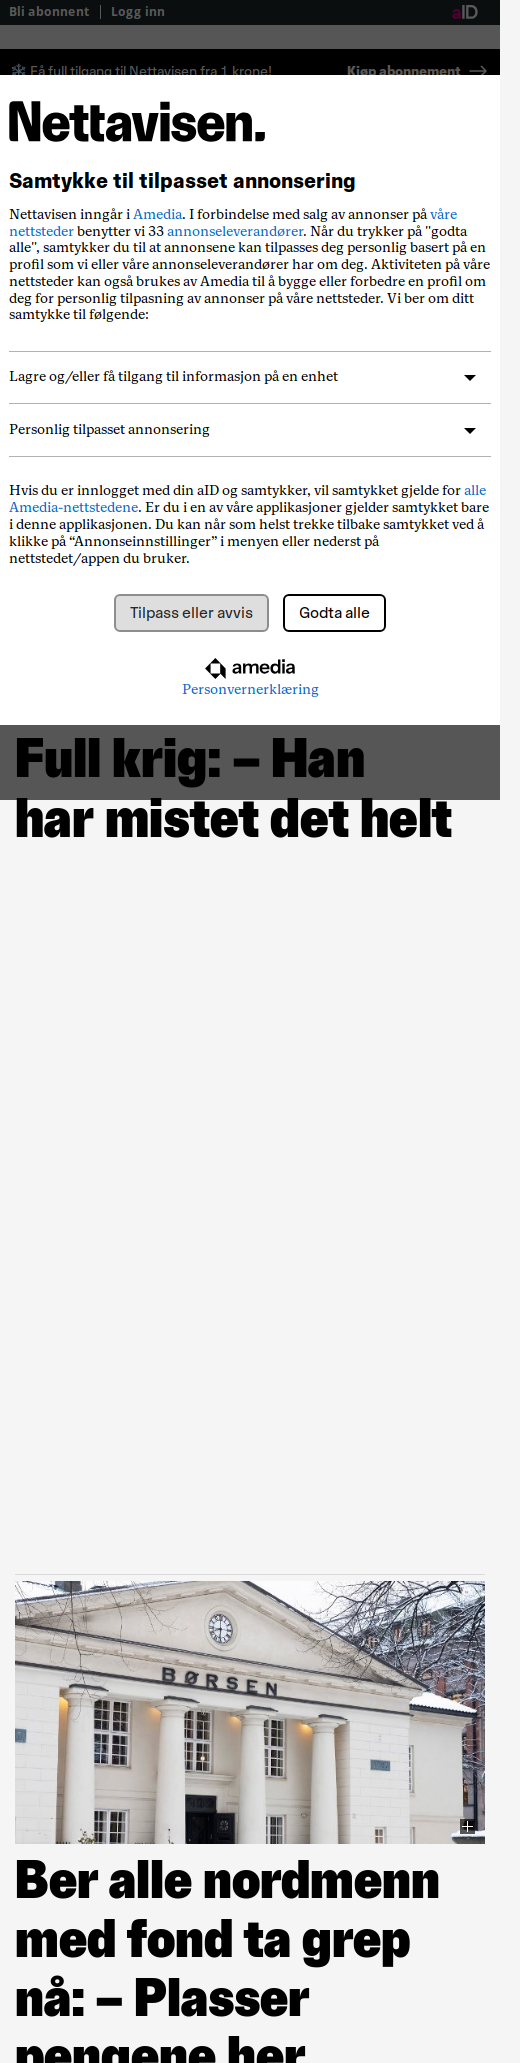 Bli abonnent | Logg inn
aID
Få full tilgang til Nettavisen fra 1 krone!
Kjøp abonnement →
Nettavisen.
Samtykke til tilpasset annonsering
Nettavisen inngår i Amedia. I forbindelse med salg av annonser på våre
nettsteder benytter vi 33 annonseleverandører. Når du trykker på "godta
alle", samtykker du til at annonsene kan tilpasses deg personlig basert på en
profil som vi eller våre annonseleverandører har om deg. Aktiviteten på våre
nettsteder kan også brukes av Amedia til å bygge eller forbedre en profil om
deg for personlig tilpasning av annonser på våre nettsteder. Vi ber om ditt
samtykke til følgende:
Lagre og/eller få tilgang til informasjon på en enhet
Personlig tilpasset annonsering
Hvis du er innlogget med din aID og samtykker, vil samtykket gjelde for alle
Amedia-nettstedene. Er du i en av våre applikasjoner gjelder samtykket bare
i denne applikasjonen. Du kan når som helst trekke tilbake samtykket ved å
klikke på “Annonseinnstillinger” i menyen eller nederst på
nettstedet/appen du bruker.
Tilpass eller avvis
Godta alle
amedia
Personvernerklæring
Full krig: – Han
har mistet det helt
BØRSEN
Ber alle nordmenn
med fond ta grep
nå: – Plasser
pengene her